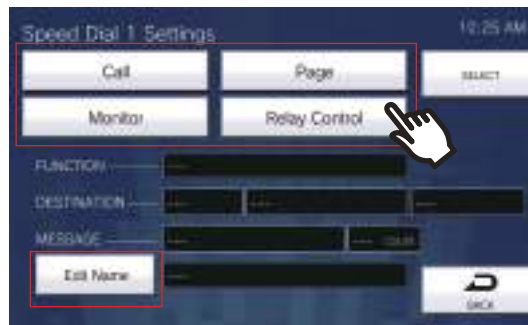 Speed Dial 1 Settings
10:25 AM
Call
Page
SELECT
Monitor
Relay Control
FUNCTION
---
DESTINATION
---
---
---
MESSAGE
---
---
Edit Name
---
BACK